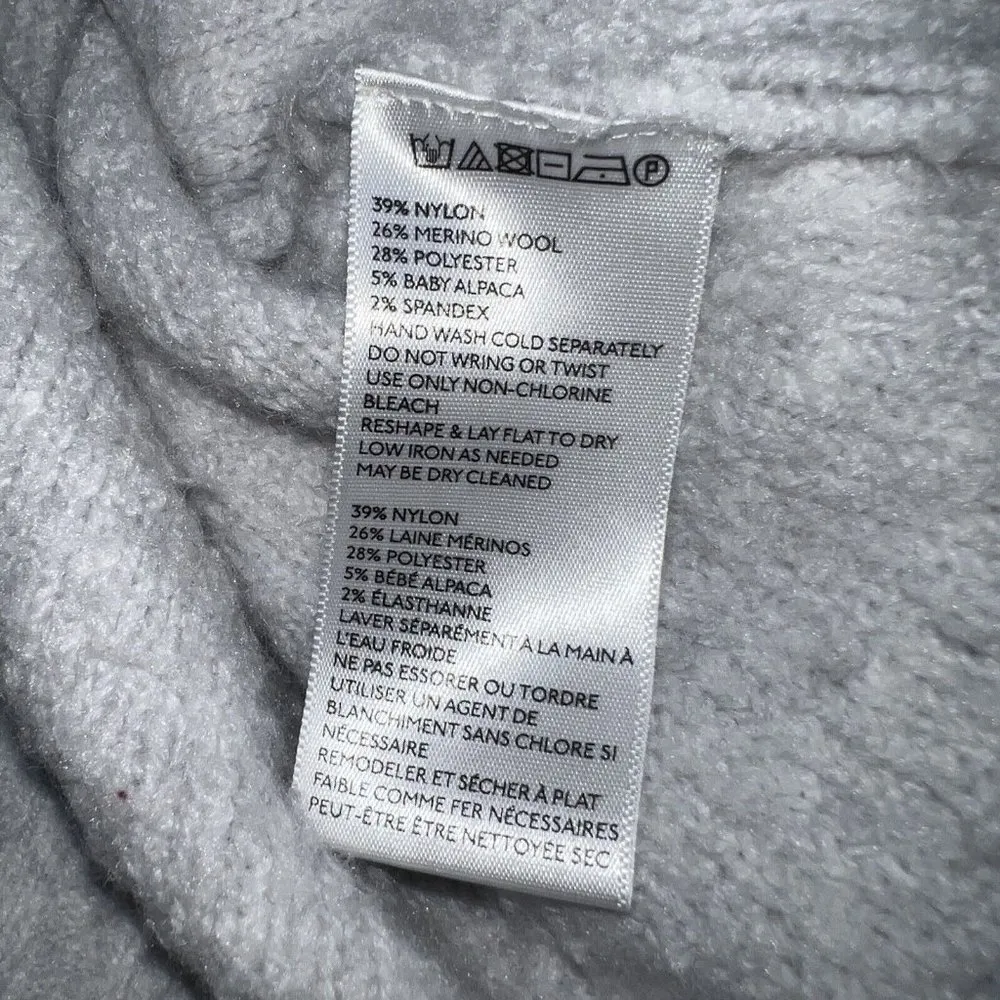 P
39% NYLON
26% MERINO WOOL
28% POLYESTER
5% BABY ALPACA
2% SPANDEX
HAND WASH COLD SEPARATELY
DO NOT WRING OR TWIST
USE ONLY NON-CHLORINE
BLEACH
RESHAPE & LAY FLAT TO DRY
LOW IRON AS NEEDED
MAY BE DRY CLEANED
39% NYLON
26% LAINE MÉRINOS
28% POLYESTER
5% BÉBÉ ALPACA
2% ÉLASTHANNE
LAVER SÉPARÉMENT À LA MAIN À
L'EAU FROIDE
NE PAS ESSORER OU TORDRE
UTILISER UN AGENT DE
BLANCHIMENT SANS CHLORE SI
NÉCESSAIRE
REMODELER ET SÉCHER À PLAT
FAIBLE COMME FER NÉCESSAIRES
PEUT-ÊTRE ÊTRE NETTOYÉE SEC